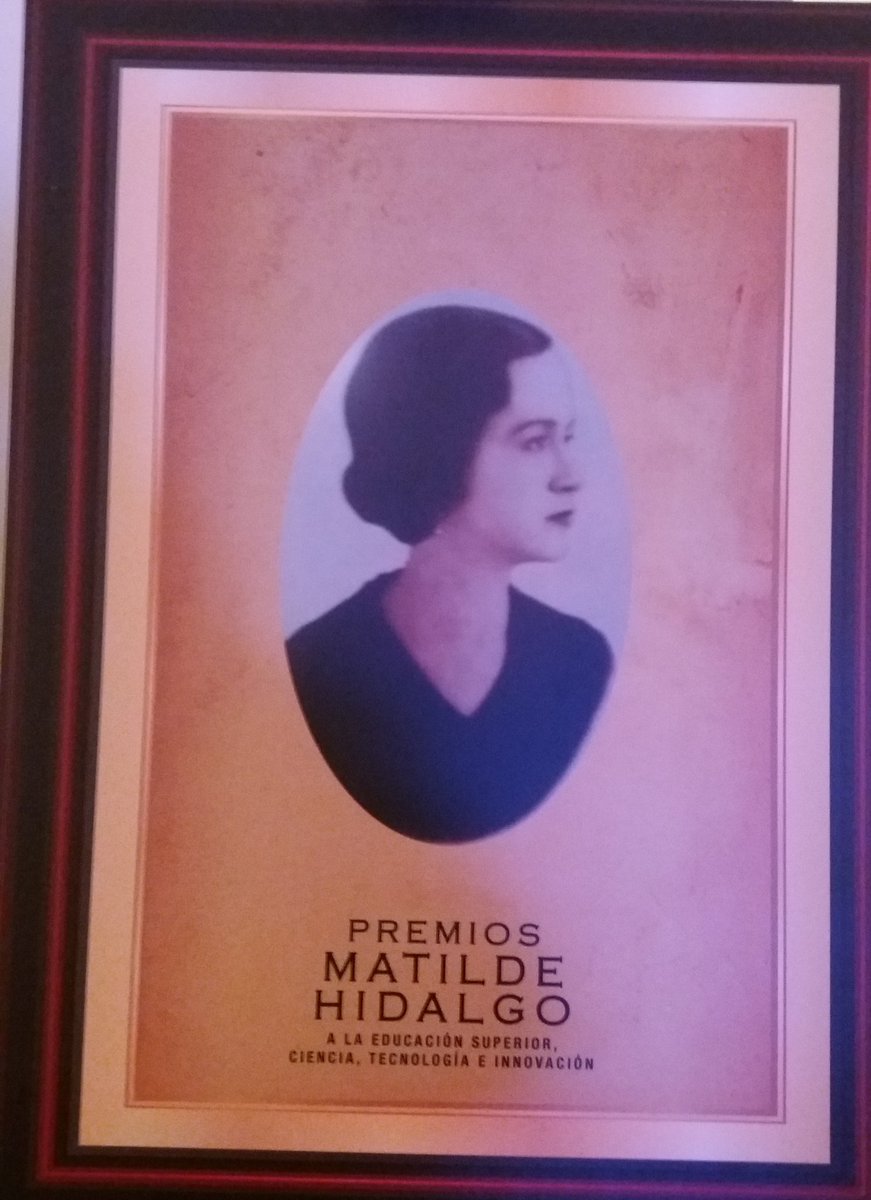 PREMIOS
MATILDE
HIDALGO
A LA EDUCACIÓN SUPERIOR,
CIENCIA, TECNOLOGÍA E INNOVACIÓN